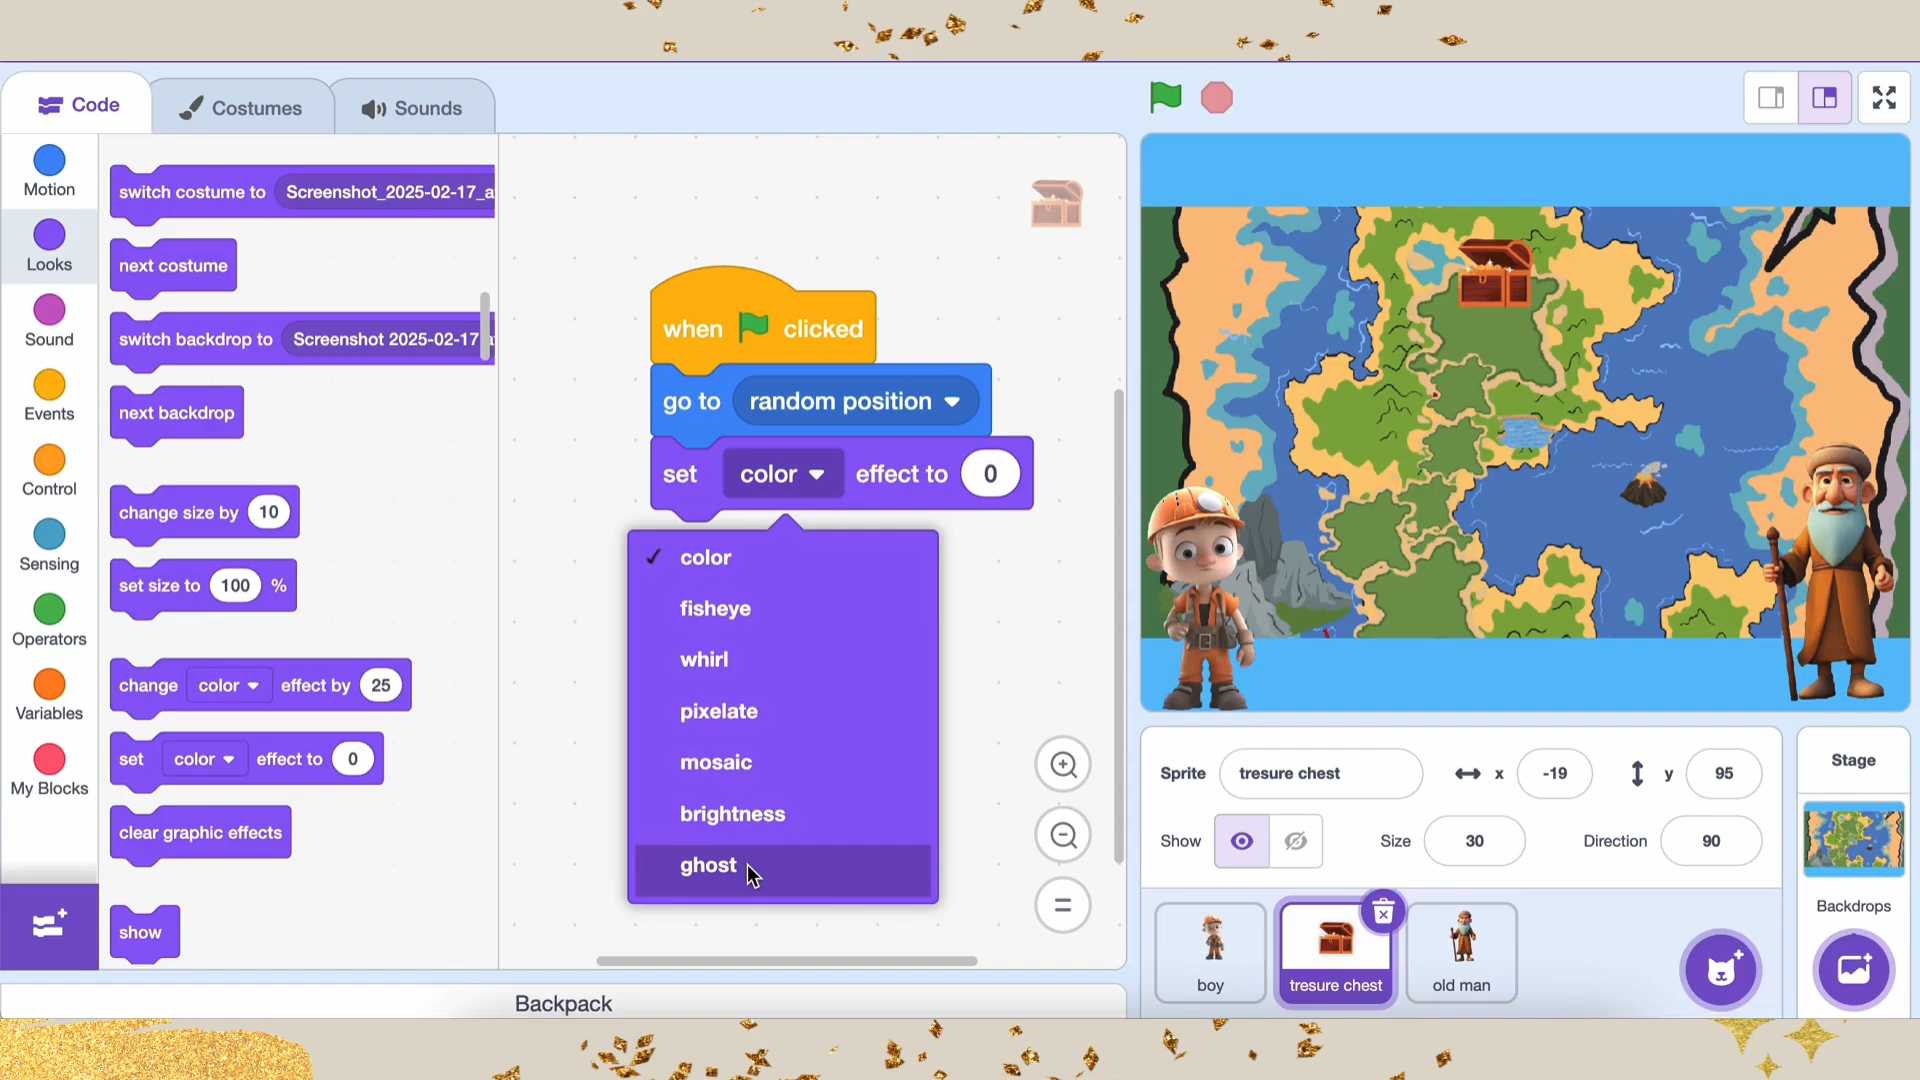 Code
Costumes
Sounds
Motion
Looks
Sound
Events
Control
Sensing
Operators
Variables
My Blocks
switch costume to Screenshot_2025-02-17_a
next costume
switch backdrop to Screenshot 2025-02-17
next backdrop
change size by 10
set size to 100 %
change color effect by 25
set color effect to 0
clear graphic effects
show
when clicked
go to random position
set color effect to 0
✓ color
fisheye
whirl
pixelate
mosaic
brightness
ghost
Backpack
Sprite tresure chest x -19 y 95
Show Size 30 Direction 90
boy
tresure chest
old man
Stage
Backdrops